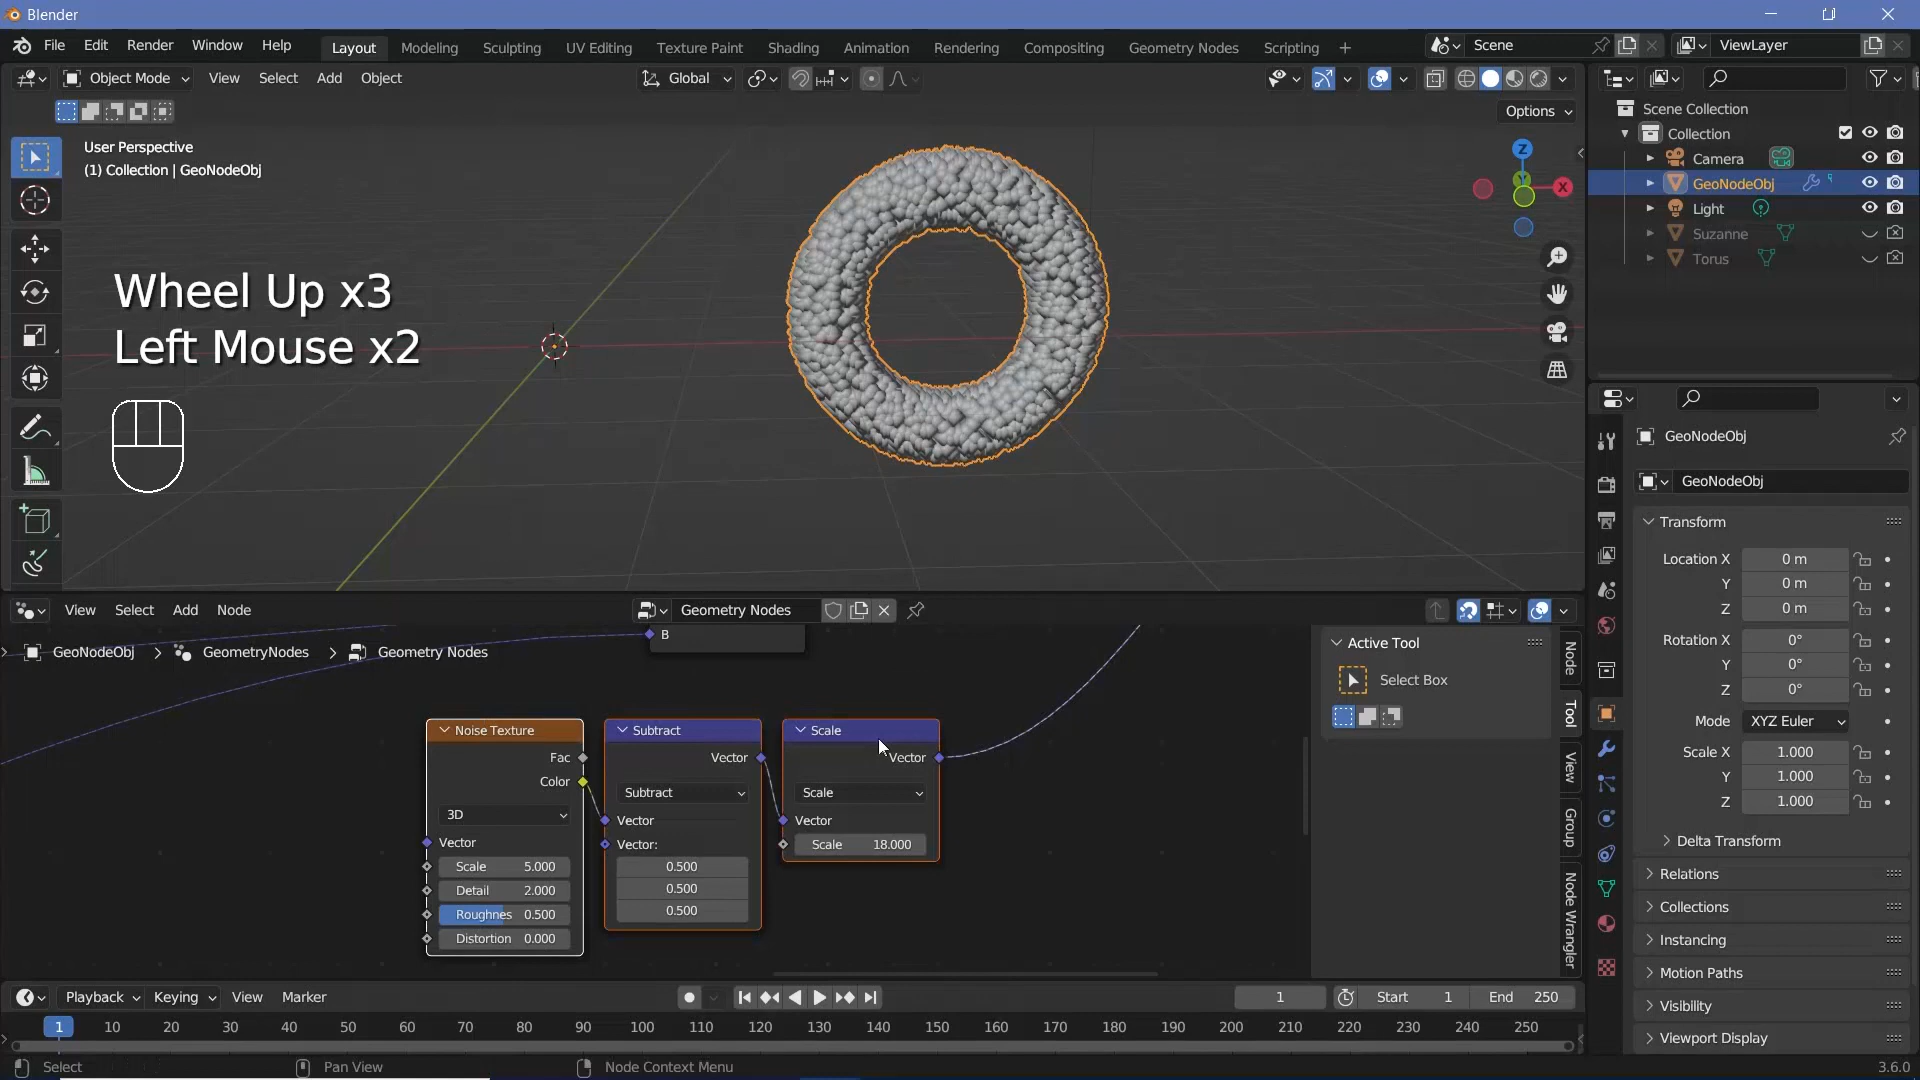 Blender
File Edit Render Window Help Layout Modeling Sculpting UV Editing Texture Paint Shading Animation Rendering Compositing Geometry Nodes Scripting + Scene ViewLayer
Object Mode View Select Add Object Global
Options
User Perspective
(1) Collection | GeoNodeObj
Wheel Up x3
Left Mouse x2
Z
Y
X
Scene Collection
Collection
Camera
GeoNodeObj
Light
Suzanne
Torus
GeoNodeObj
GeoNodeObj
Transform
Location X 0 m
Y 0 m
Z 0 m
Rotation X 0°
Y 0°
Z 0°
Mode XYZ Euler
Scale X 1.000
Y 1.000
Z 1.000
Delta Transform
Relations
Collections
Instancing
Motion Paths
Visibility
Viewport Display
View Select Add Node Geometry Nodes
B
GeoNodeObj > GeometryNodes > Geometry Nodes
Noise Texture
Fac
Color
3D
Vector
Scale 5.000
Detail 2.000
Roughnes 0.500
Distortion 0.000
Subtract
Vector
Subtract
Vector
Vector:
0.500
0.500
0.500
Scale
Vector
Scale
Vector
Scale 18.000
Active Tool
Select Box
Node
Tool
View
Group
Node Wrangler
Playback Keying View Marker 1 Start 1 End 250
1 10 20 30 40 50 60 70 80 90 100 110 120 130 140 150 160 170 180 190 200 210 220 230 240 250
Select Pan View Node Context Menu 3.6.0